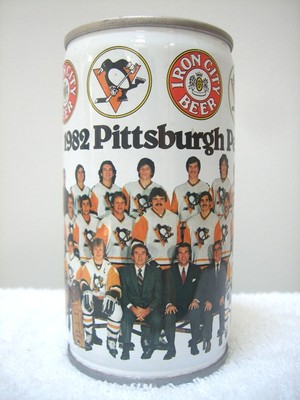 IRON CITY
BEER
1982 Pittsburgh P